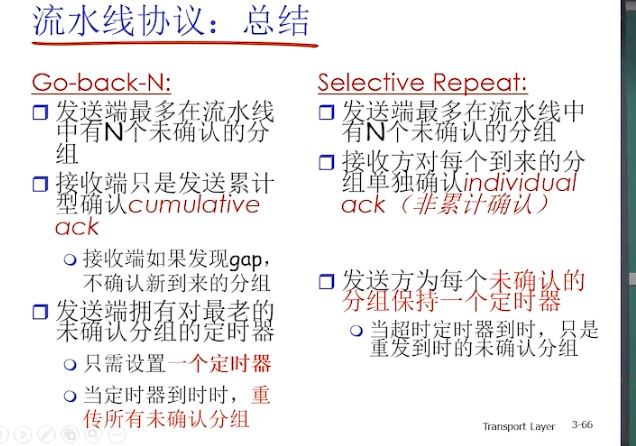 流水线协议：总结
Go-back-N:
发送端最多在流水线
中有N个未确认的分
组
接收端只是发送累计
型确认cumulative
ack
接收端如果发现gap，
不确认新到来的分组
发送端拥有对最老的
未确认分组的定时器
只需设置一个定时器
当定时器到时时，重
传所有未确认分组
Selective Repeat:
发送端最多在流水线中
有N个未确认的分组
接收方对每个到来的分
组单独确认individual
ack（非累计确认）
发送方为每个未确认的
分组保持一个定时器
当超时定时器到时，只是
重发到时的未确认分组
Transport Layer 3-66